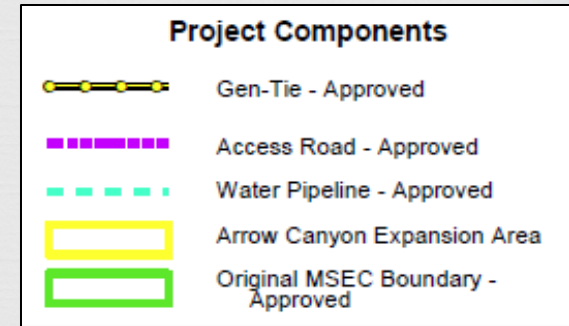 Project Components
Gen-Tie - Approved
Access Road - Approved
Water Pipeline - Approved
Arrow Canyon Expansion Area
Original MSEC Boundary -
Approved